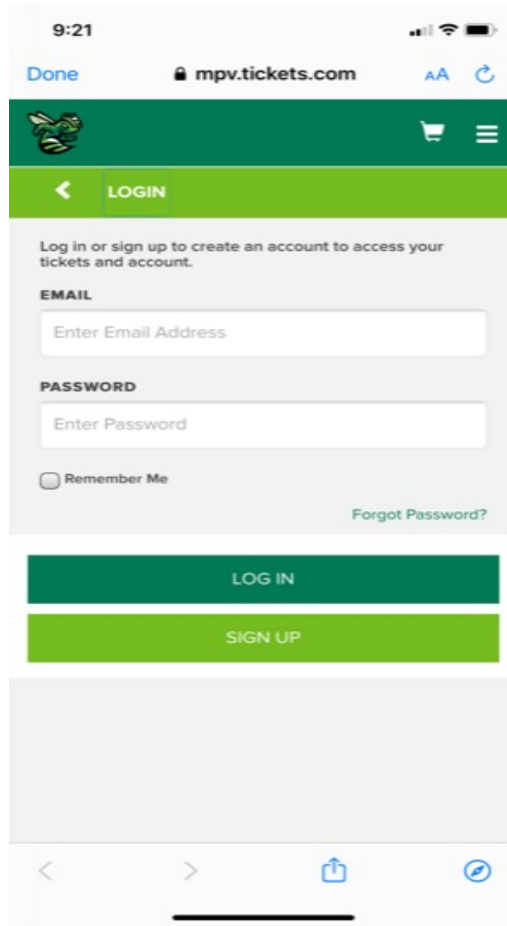 9:21
Done mpv.tickets.com AA
LOGIN
Log in or sign up to create an account to access your
tickets and account.
EMAIL
Enter Email Address
PASSWORD
Enter Password
Remember Me
Forgot Password?
LOG IN
SIGN UP